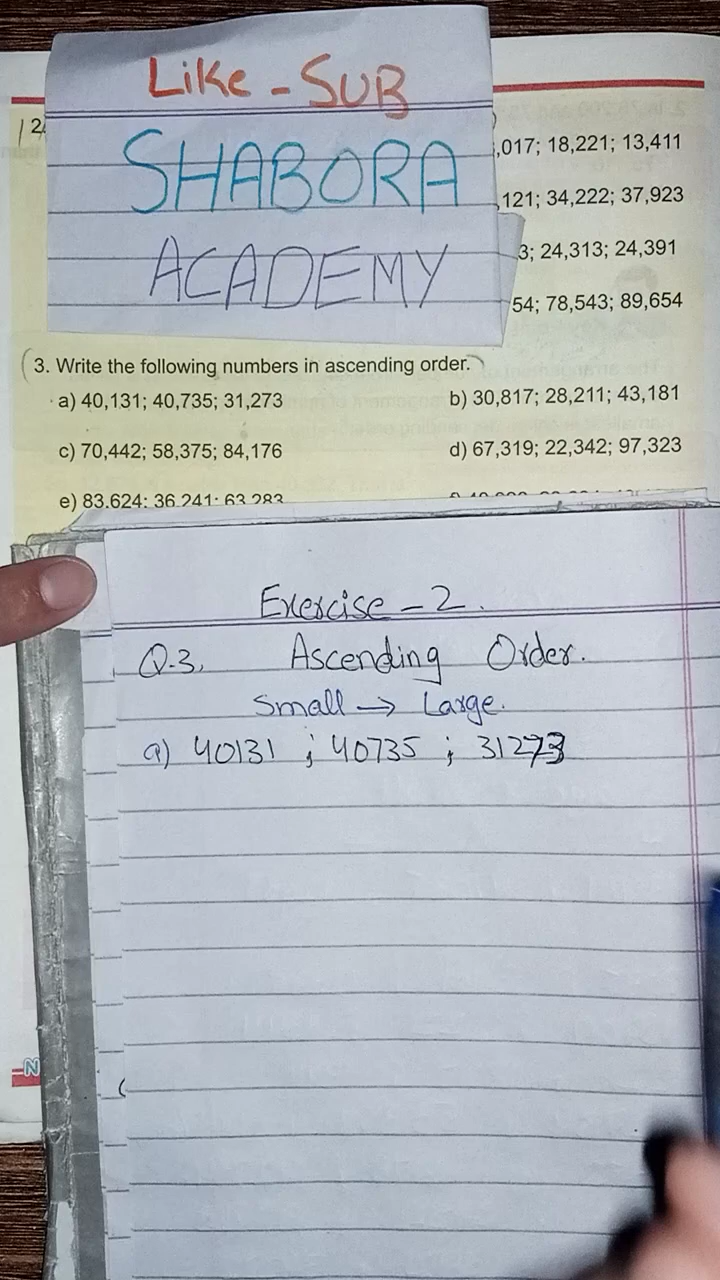 Like - SUB
SHABORA
ACADEMY
2
,017; 18,221; 13,411
,121; 34,222; 37,923
3; 24,313; 24,391
54; 78,543; 89,654
3. Write the following numbers in ascending order.
a) 40,131; 40,735; 31,273
b) 30,817; 28,211; 43,181
c) 70,442; 58,375; 84,176
d) 67,319; 22,342; 97,323
e) 83,624; 36,241; 63,283
Exercise - 2.
Q.3. Ascending Order.
Small → Large.
a) 40131 ; 40735 ; 31273
N